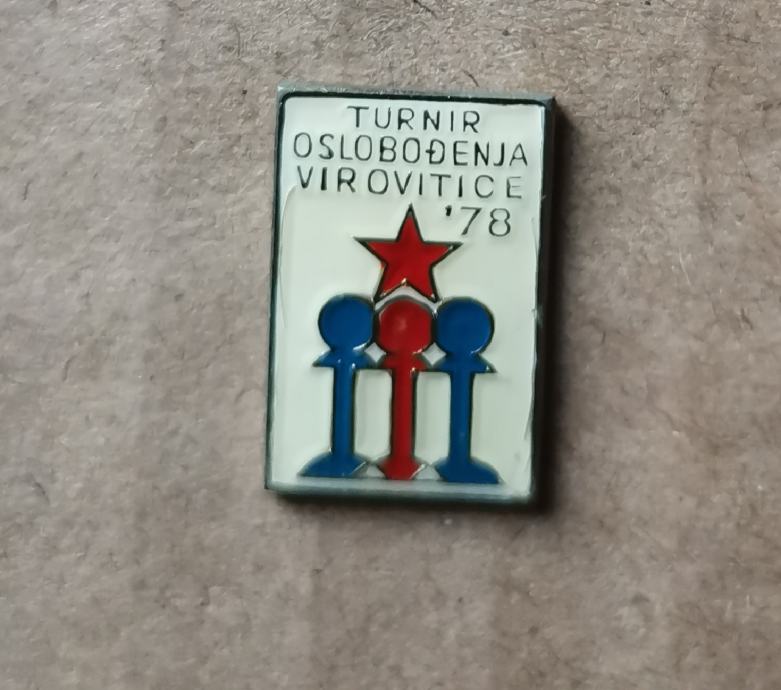 TURNIR
OSLOBOĐENJA
VIROVITICE
'78